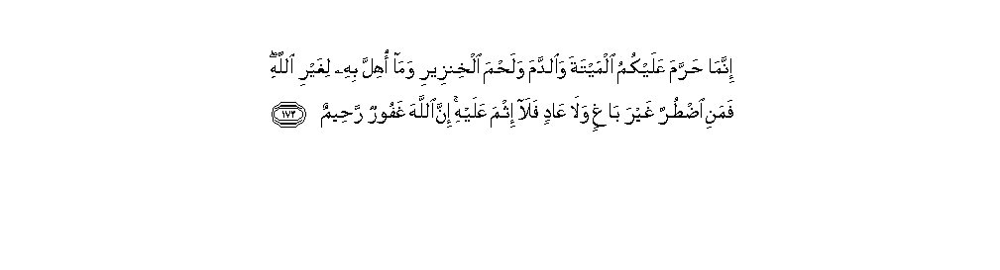 إِنَّمَا حَرَّمَ عَلَيْكُمُ ٱلْمَيْتَةَ وَٱلدَّمَ وَلَحْمَ ٱلْخِنزِيرِ وَمَآ أُهِلَّ بِهِۦ لِغَيْرِ ٱللَّهِۖ
فَمَنِ ٱضْطُرَّ غَيْرَ بَاغٍ وَلَا عَادٍ فَلَآ إِثْمَ عَلَيْهِۚ إِنَّ ٱللَّهَ غَفُورٌ رَّحِيمٌ ١٧٣